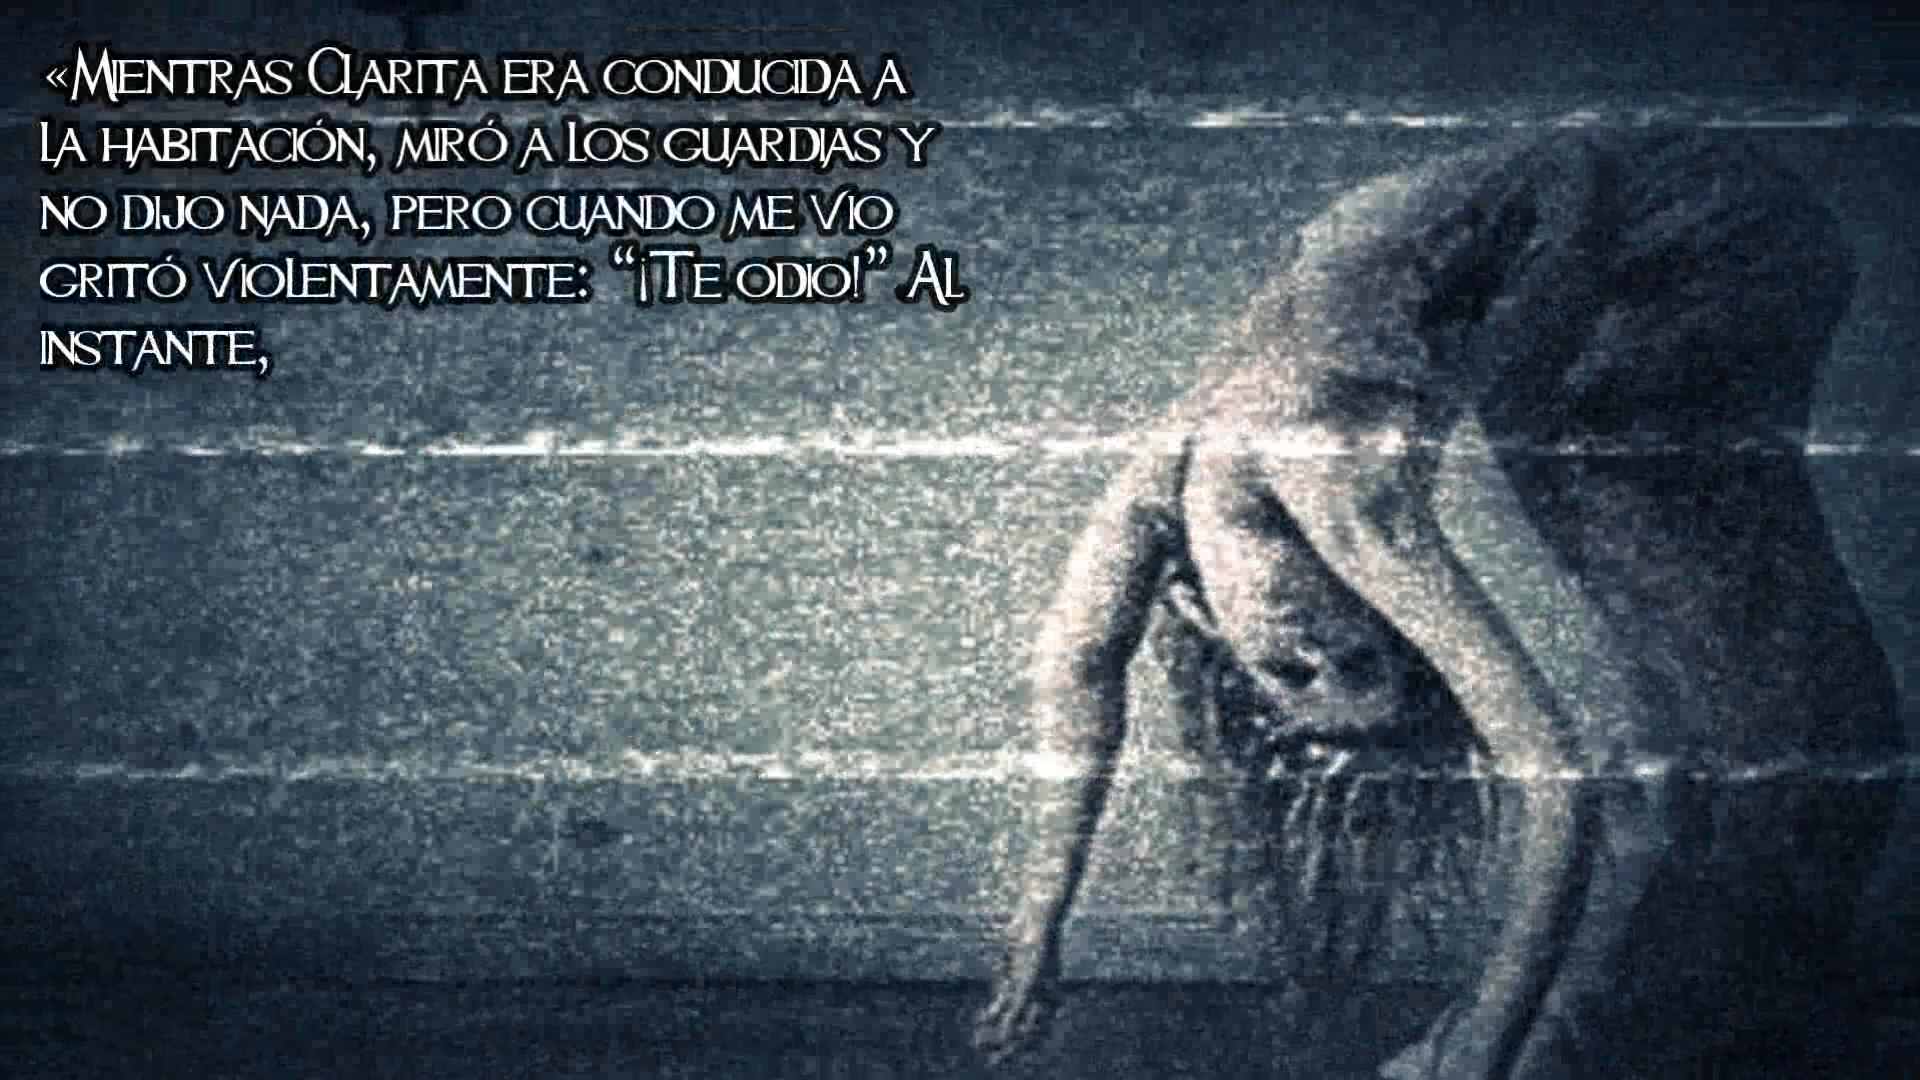 «Mientras Clarita era conducida a
la habitación, miró a los guardias y
no dijo nada, pero cuando me vio
gritó violentamente: “¡Te odio!” Al
instante,